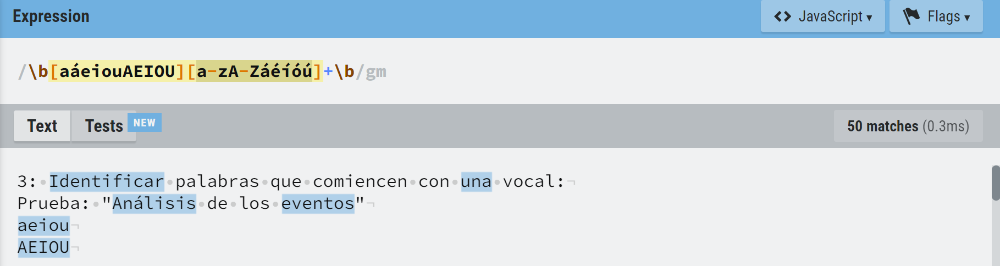 Expression
<> JavaScript ▾ Flags ▾
/\b[aáeiouAEIOU][a-zA-Záéíóú]+\b/gm
Text Tests NEW 50 matches (0.3ms)
3: Identificar palabras que comiencen con una vocal:
Prueba: "Análisis de los eventos"
aeiou
AEIOU